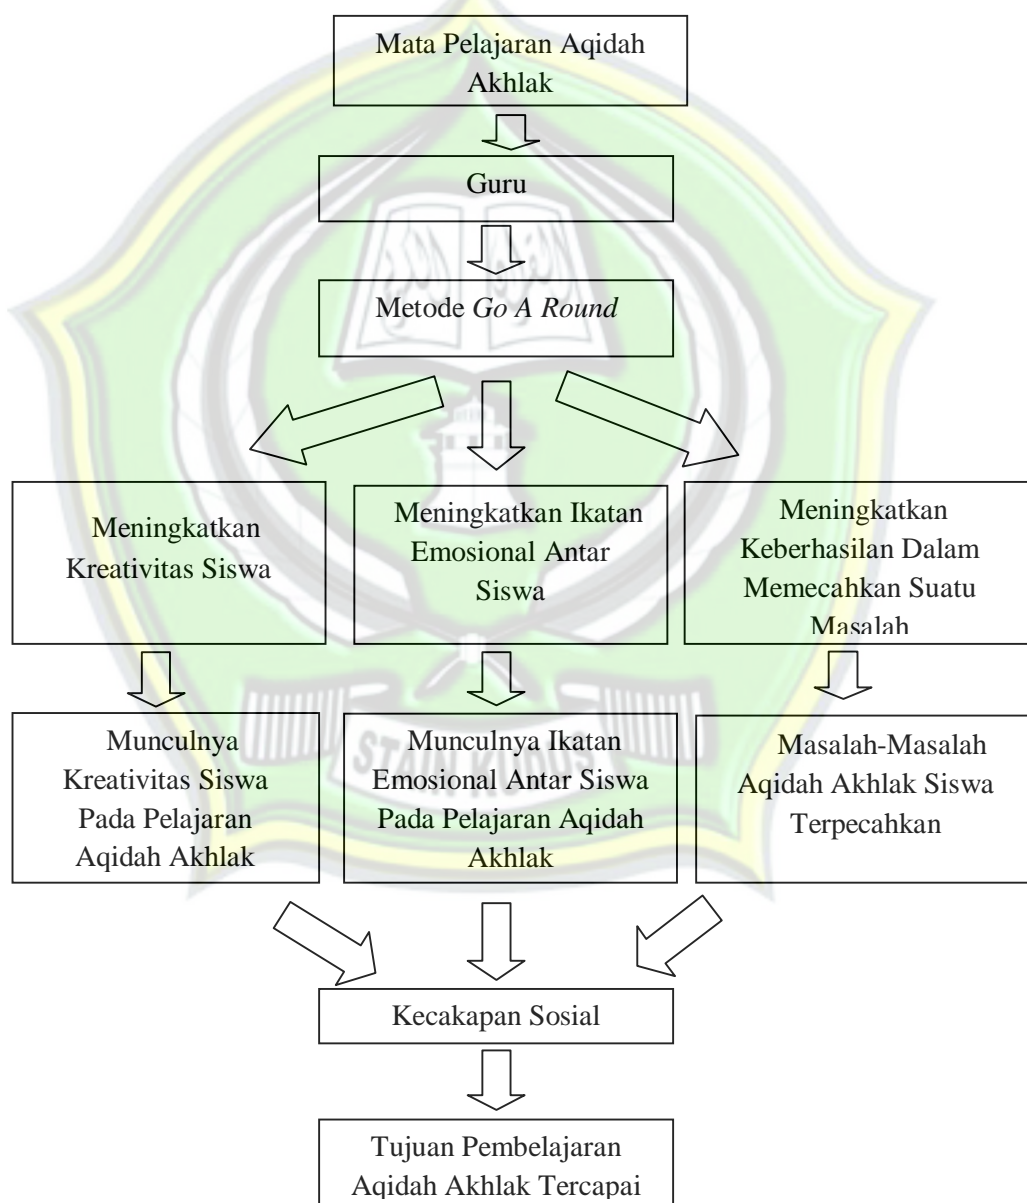 Mata Pelajaran Aqidah
Akhlak
Guru
Metode Go A Round
Meningkatkan
Kreativitas Siswa
Meningkatkan Ikatan
Emosional Antar
Siswa
Meningkatkan
Keberhasilan Dalam
Memecahkan Suatu
Masalah
Munculnya
Kreativitas Siswa
Pada Pelajaran
Aqidah Akhlak
Munculnya Ikatan
Emosional Antar Siswa
Pada Pelajaran Aqidah
Akhlak
Masalah-Masalah
Aqidah Akhlak Siswa
Terpecahkan
STAIN KUDUS
Kecakapan Sosial
Tujuan Pembelajaran
Aqidah Akhlak Tercapai